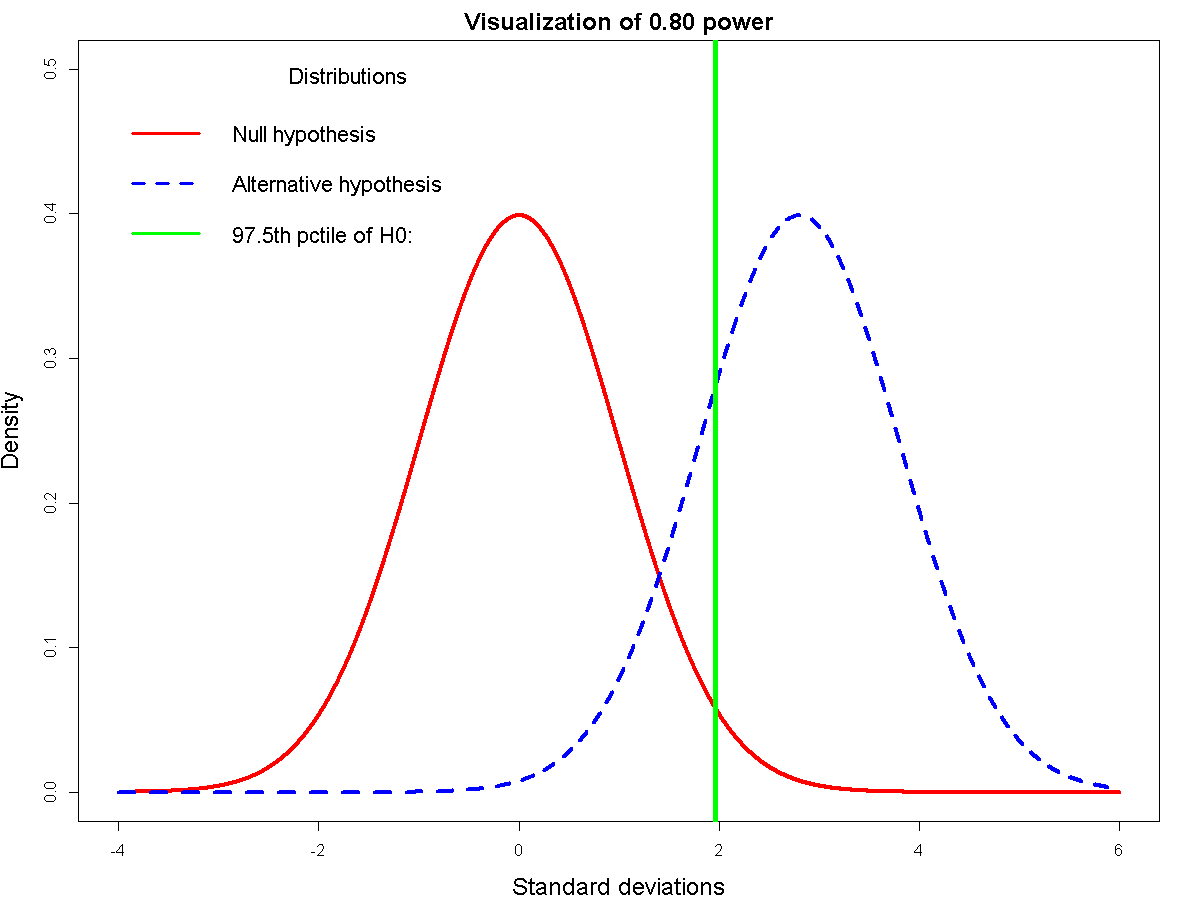 Visualization of 0.80 power
Distributions
Null hypothesis
Alternative hypothesis
97.5th pctile of H0:
Density
0.5
0.4
0.3
0.2
0.1
0.0
-4 -2 0 2 4 6
Standard deviations